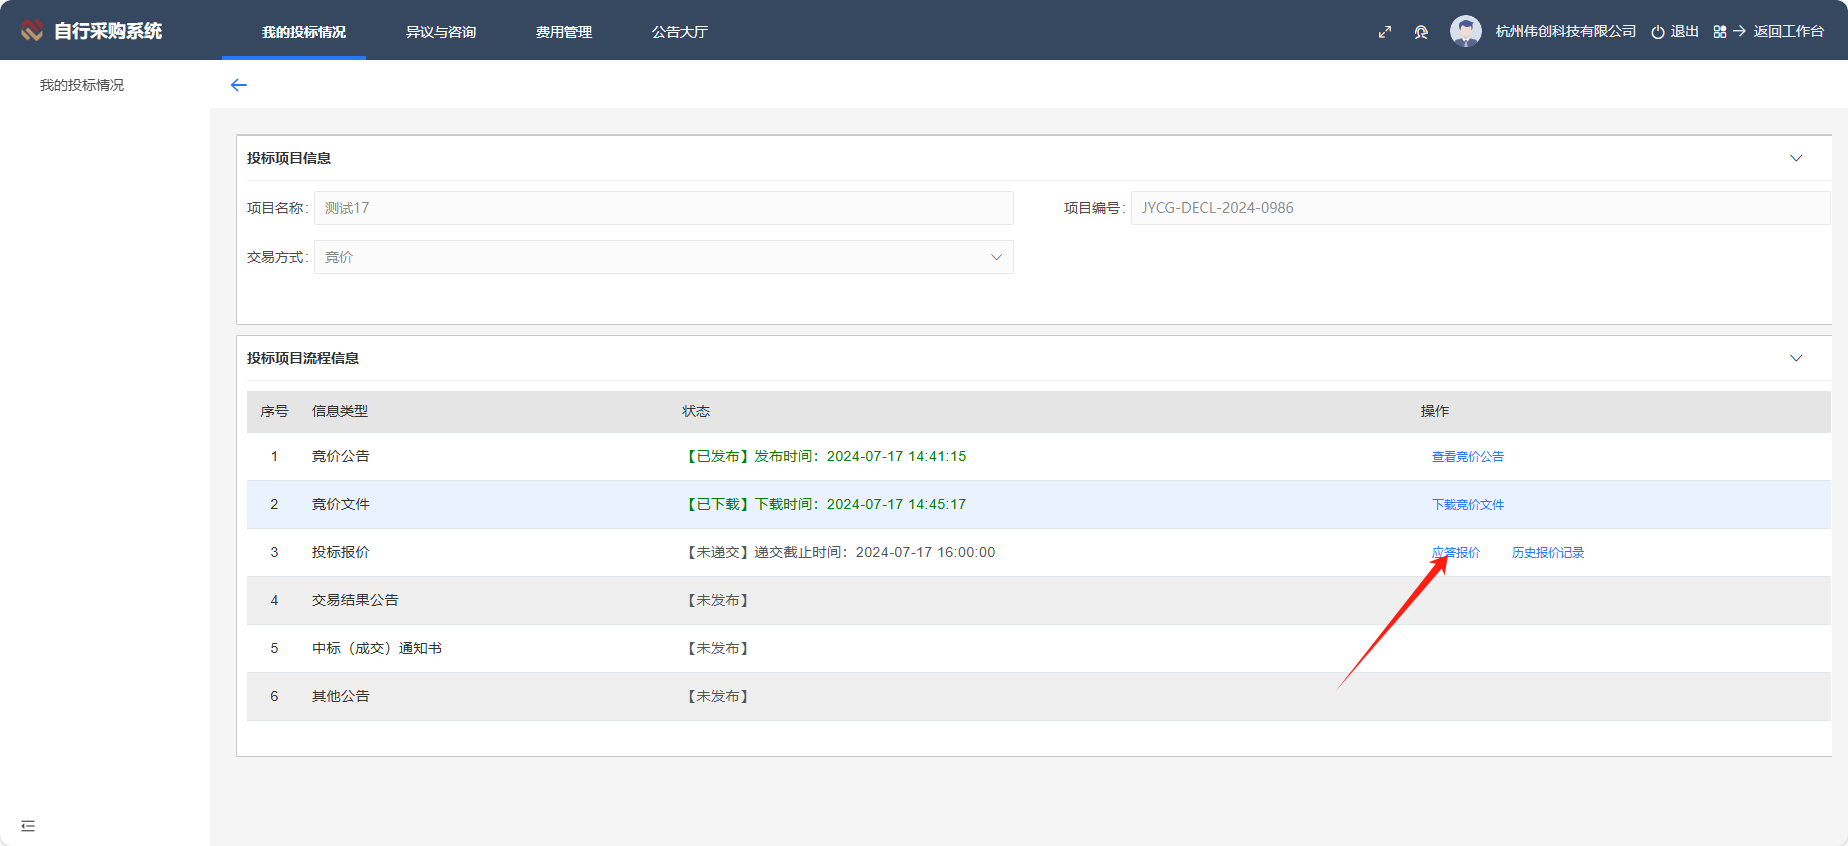 自行采购系统
我的投标情况
异议与咨询
费用管理
公告大厅
杭州伟创科技有限公司
退出
返回工作台
我的投标情况
投标项目信息
项目名称: 测试17
项目编号: JYCG-DECL-2024-0986
交易方式: 竞价
投标项目流程信息
序号 信息类型 状态 操作
1 竞价公告 【已发布】发布时间：2024-07-17 14:41:15 查看竞价公告
2 竞价文件 【已下载】下载时间：2024-07-17 14:45:17 下载竞价文件
3 投标报价 【未递交】递交截止时间：2024-07-17 16:00:00 应答报价 历史报价记录
4 交易结果公告 【未发布】
5 中标（成交）通知书 【未发布】
6 其他公告 【未发布】